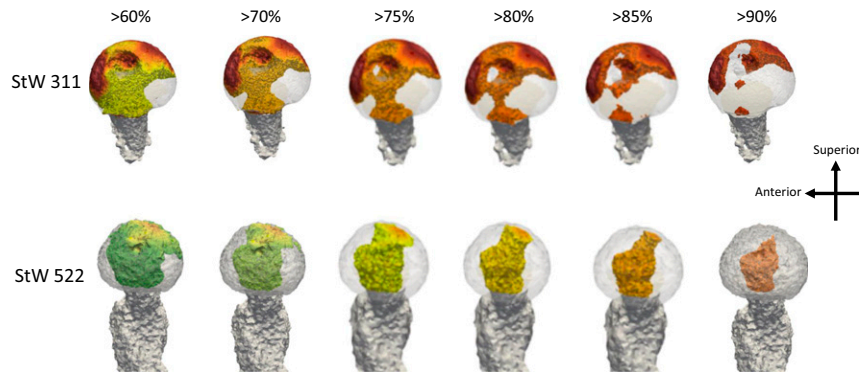 >60% >70% >75% >80% >85% >90%
StW 311
Superior
Anterior
StW 522